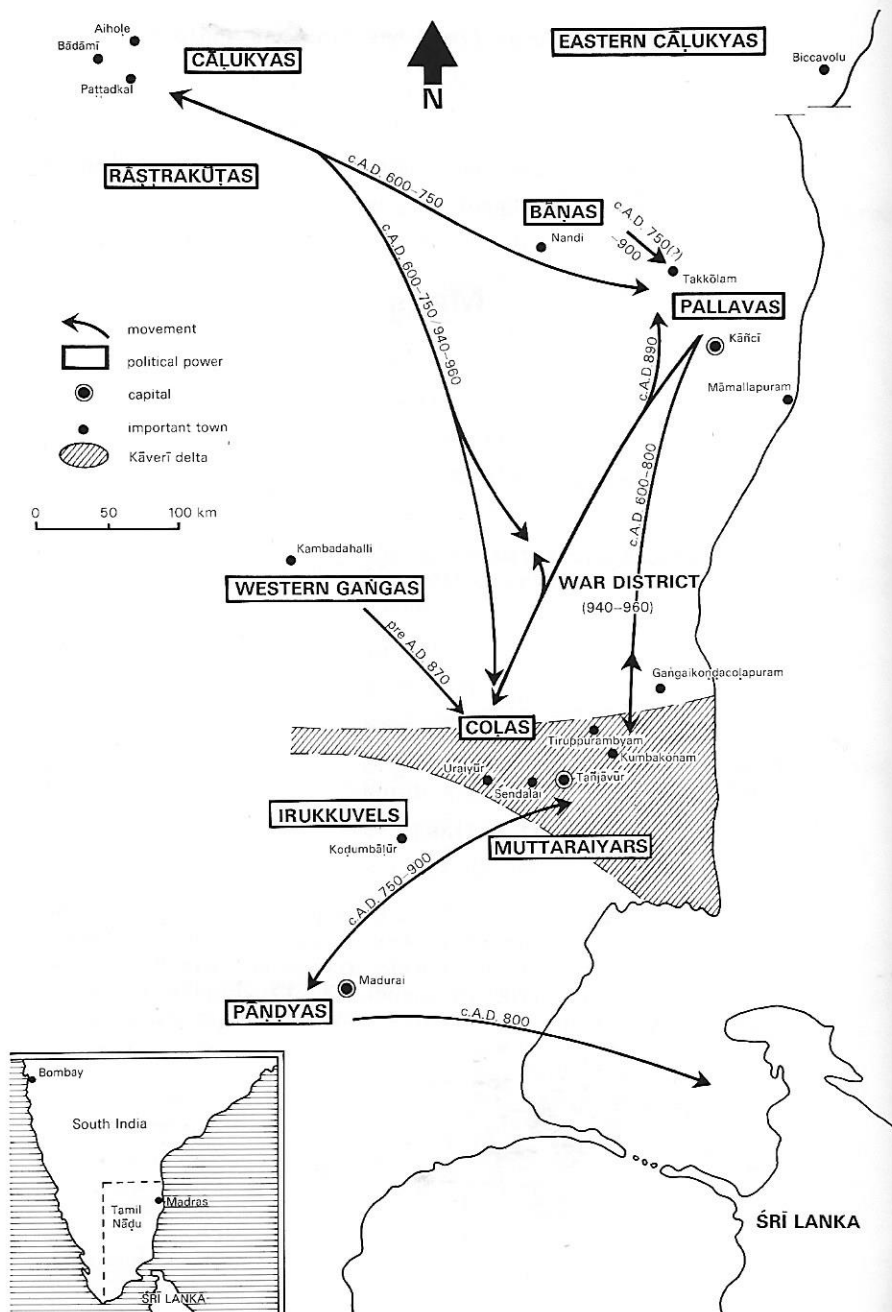 Aihoḷe
Bādāmī
Paṭṭadkal
CĀḶUKYAS
N
EASTERN CĀḶUKYAS
Biccavolu
RĀṢṬRAKŪṬAS
c.A.D. 600–750
BĀṆAS
Nandi
c.A.D. 750(?)
–900
Takkōlam
PALLAVAS
Kāñcī
Māmallapuram
c.A.D. 600–750/940–960
c.A.D. 890
c.A.D. 600–800
movement
political power
capital
important town
Kāverī delta
0 50 100 km
Kambadahalli
WESTERN GAṄGAS
pre A.D. 870
WAR DISTRICT
(940–960)
Gaṅgaikoṇḍacoḷapuram
COḶAS
Tiruppurambyam
Kumbakonam
Uraiyūr
Sendalai
Tañjāvūr
IRUKKUVELS
Koḍumbāḷūr
MUTTARAIYARS
c.A.D. 750–900
Madurai
PĀṆḌYAS
c.A.D. 800
Bombay
South India
Tamil
Nāḍu
Madras
ŚRĪ LANKĀ
ŚRĪ LANKA